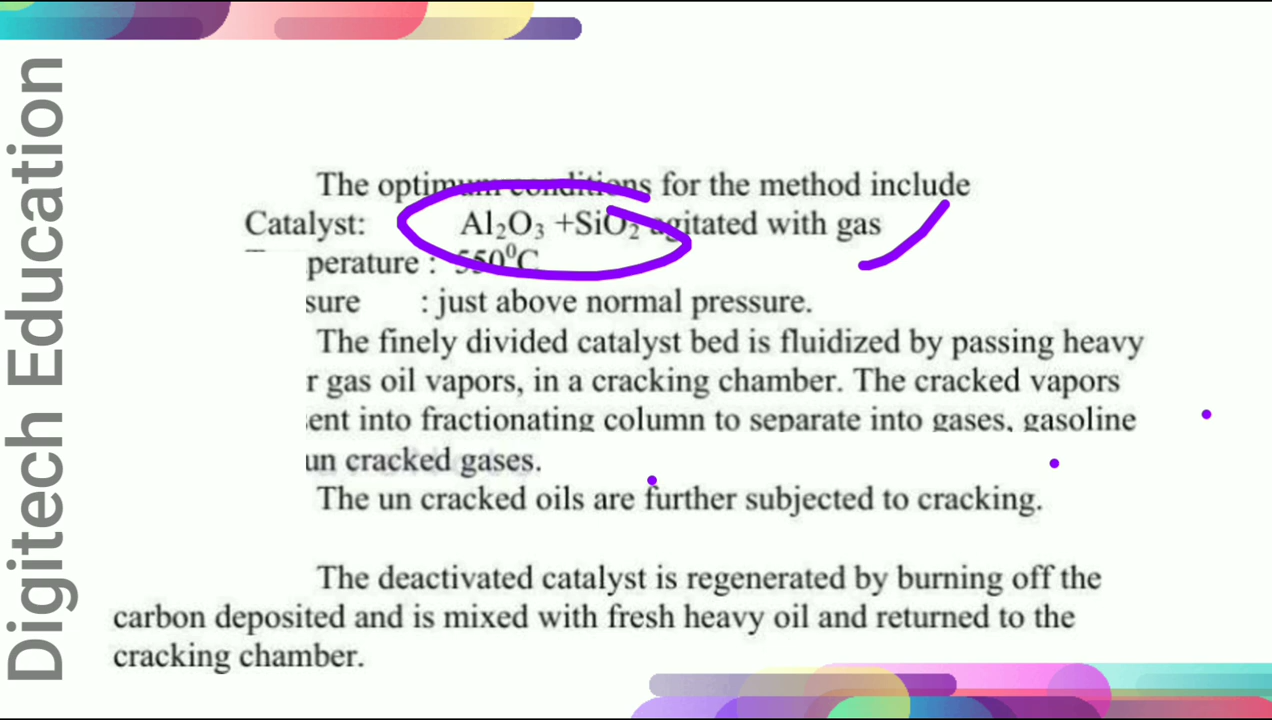 Digitech Education
The optimum conditions for the method include
Catalyst: Al₂O₃ +SiO₂ agitated with gas
perature : 550⁰C
sure : just above normal pressure.
The finely divided catalyst bed is fluidized by passing heavy
r gas oil vapors, in a cracking chamber. The cracked vapors
ent into fractionating column to separate into gases, gasoline
un cracked gases.
The un cracked oils are further subjected to cracking.
The deactivated catalyst is regenerated by burning off the
carbon deposited and is mixed with fresh heavy oil and returned to the
cracking chamber.